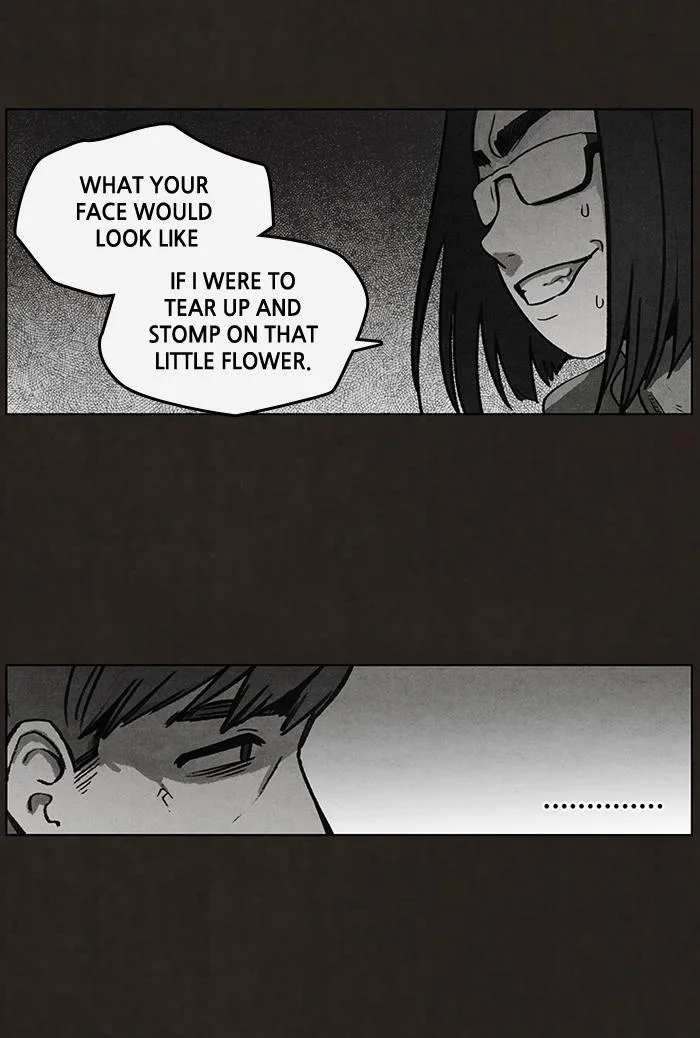 WHAT YOUR
FACE WOULD
LOOK LIKE
IF I WERE TO
TEAR UP AND
STOMP ON THAT
LITTLE FLOWER.
..............